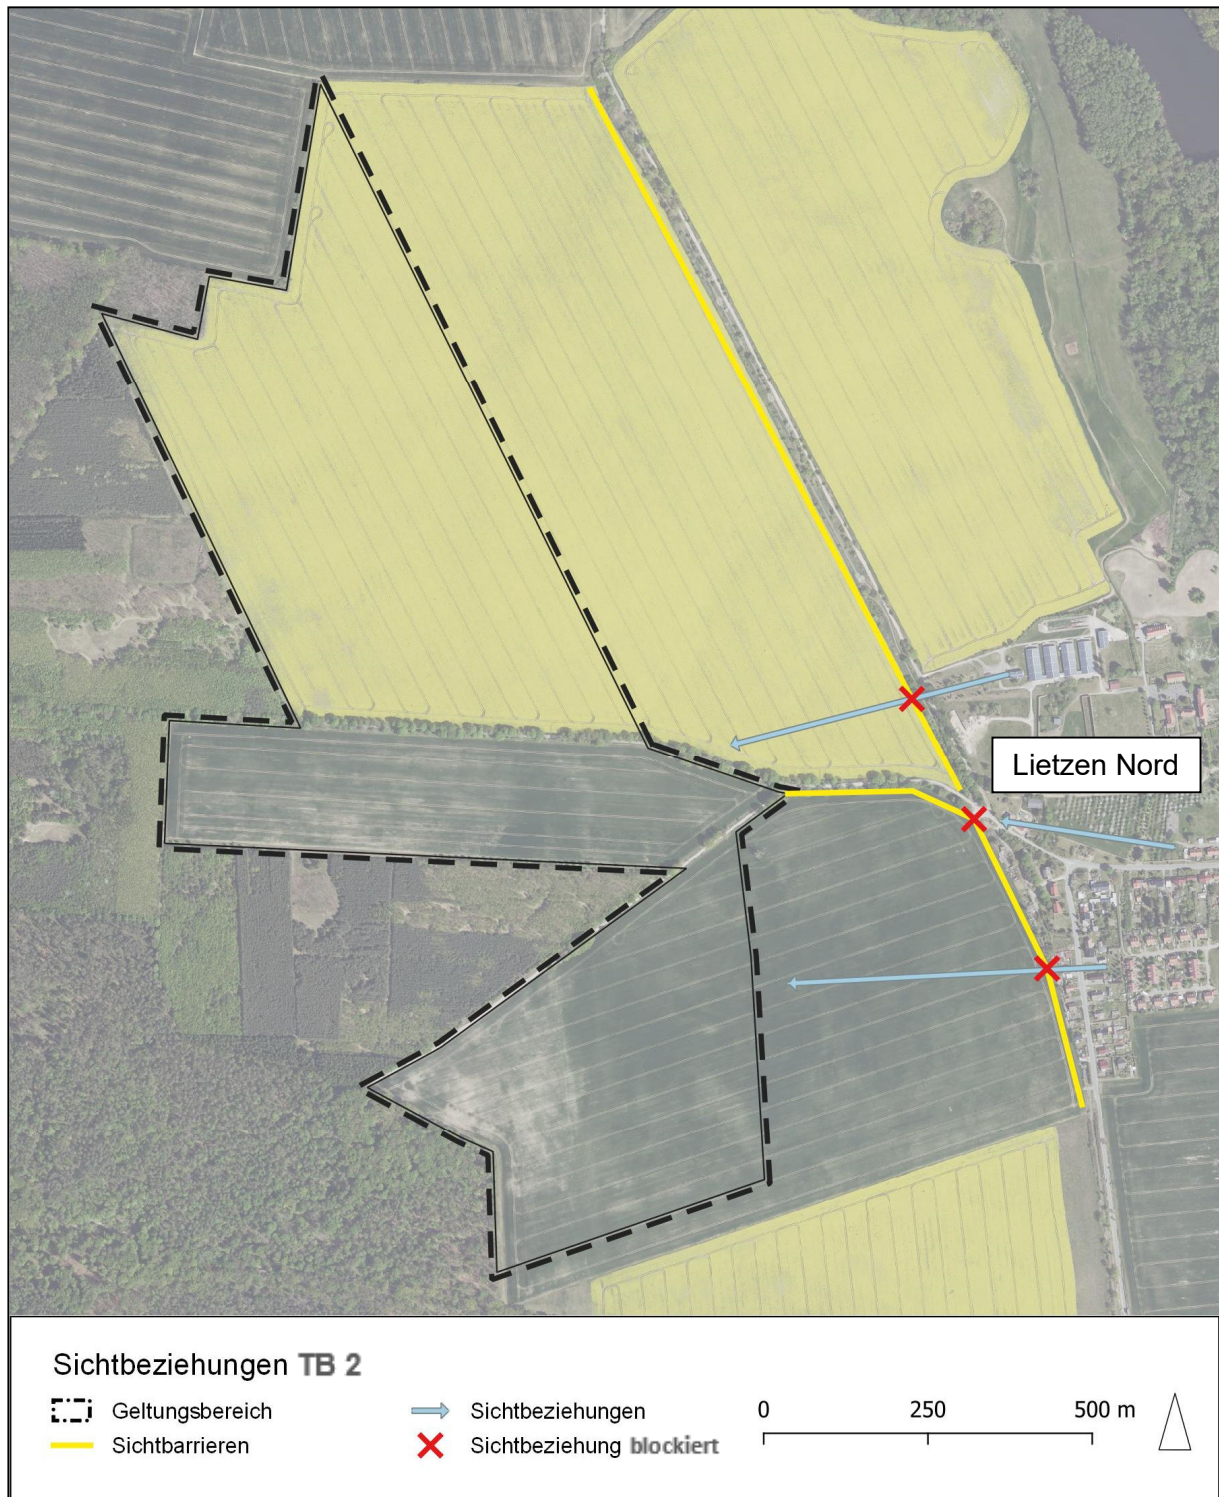 Lietzen Nord
Sichtbeziehungen TB 2
Geltungsbereich
Sichtbarrieren
Sichtbeziehungen
Sichtbeziehung blockiert
0 250 500 m